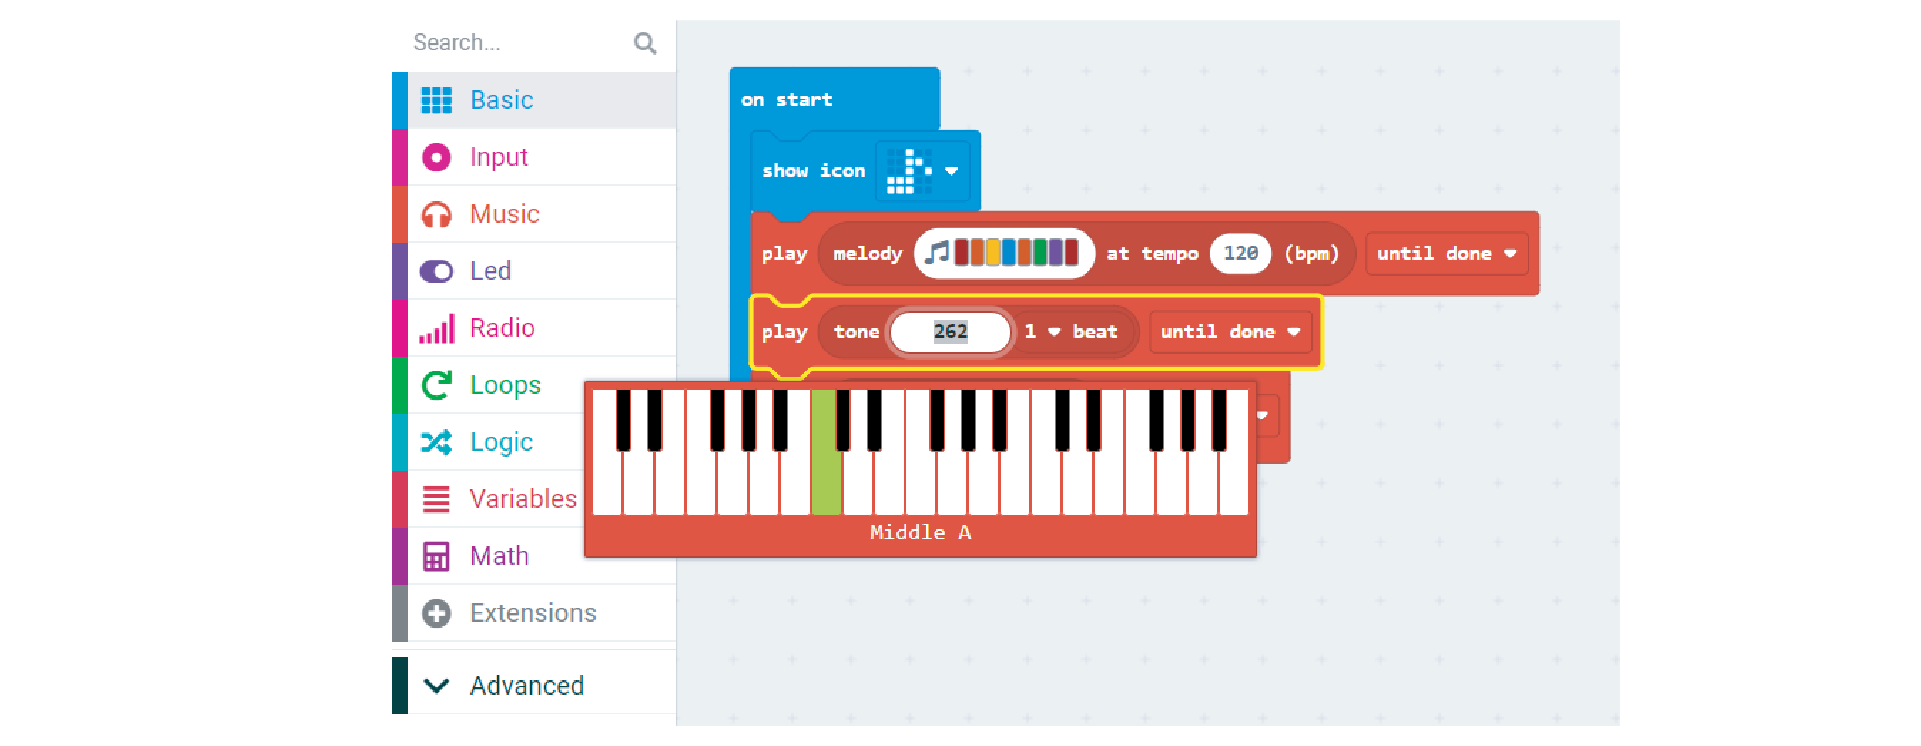 Search...
Basic
Input
Music
Led
Radio
Loops
Logic
Variables
Math
Extensions
Advanced
on start
show icon
play melody at tempo 120 (bpm) until done
play tone 262 1 beat until done
Middle A